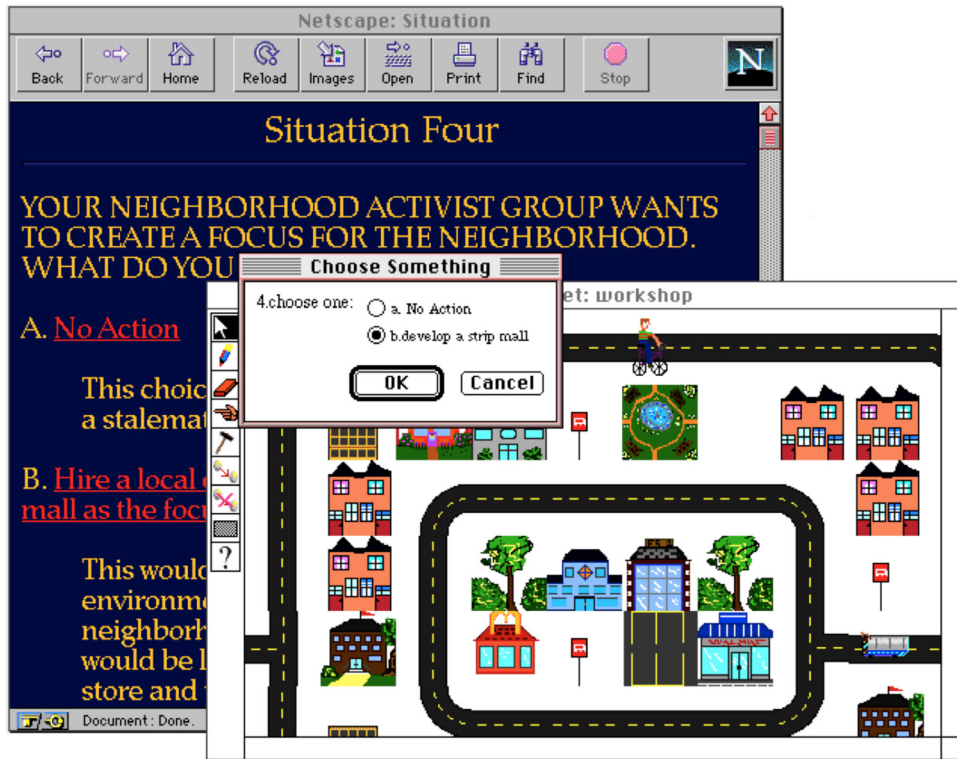 Netscape: Situation
Back
Forward
Home
Reload
Images
Open
Print
Find
Stop
N
Situation Four
YOUR NEIGHBORHOOD ACTIVIST GROUP WANTS
TO CREATE A FOCUS FOR THE NEIGHBORHOOD.
WHAT DO YOU
Choose Something
4.choose one:
a. No Action
b.develop a strip mall
OK
Cancel
et: workshop
A. No Action
This choic
a stalemat
B. Hire a local
mall as the foc
This would
environme
neighborh
would be l
store and
?
Document : Done.